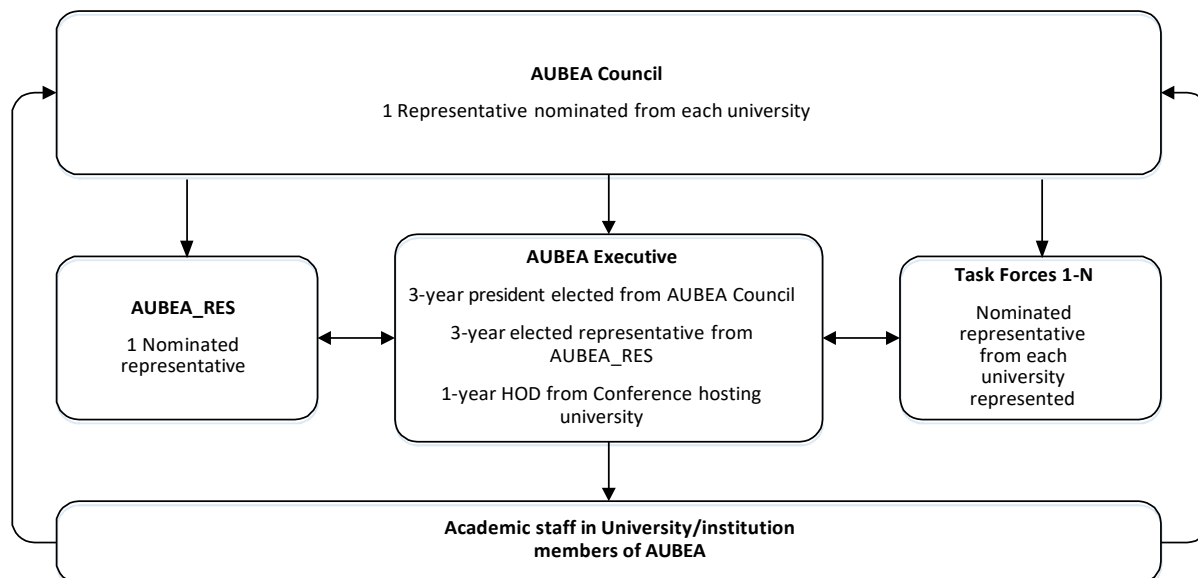 AUBEA Council
1 Representative nominated from each university
AUBEA_RES
1 Nominated
representative
AUBEA Executive
3-year president elected from AUBEA Council
3-year elected representative from
AUBEA_RES
1-year HOD from Conference hosting
university
Task Forces 1-N
Nominated
representative
from each
university
represented
Academic staff in University/institution
members of AUBEA